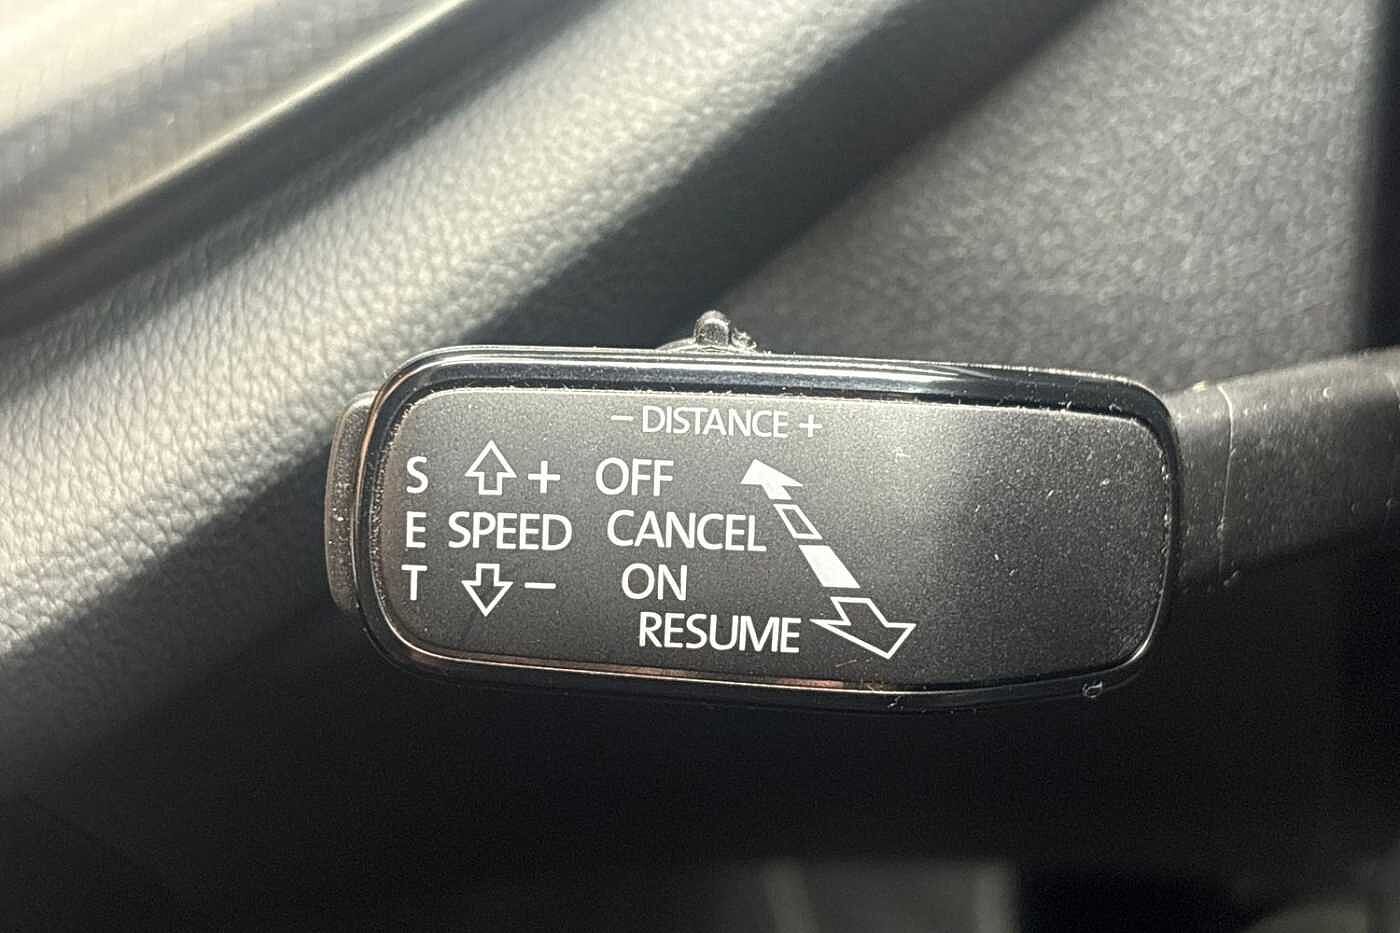 − DISTANCE +
S + OFF
E SPEED CANCEL
T − ON
RESUME